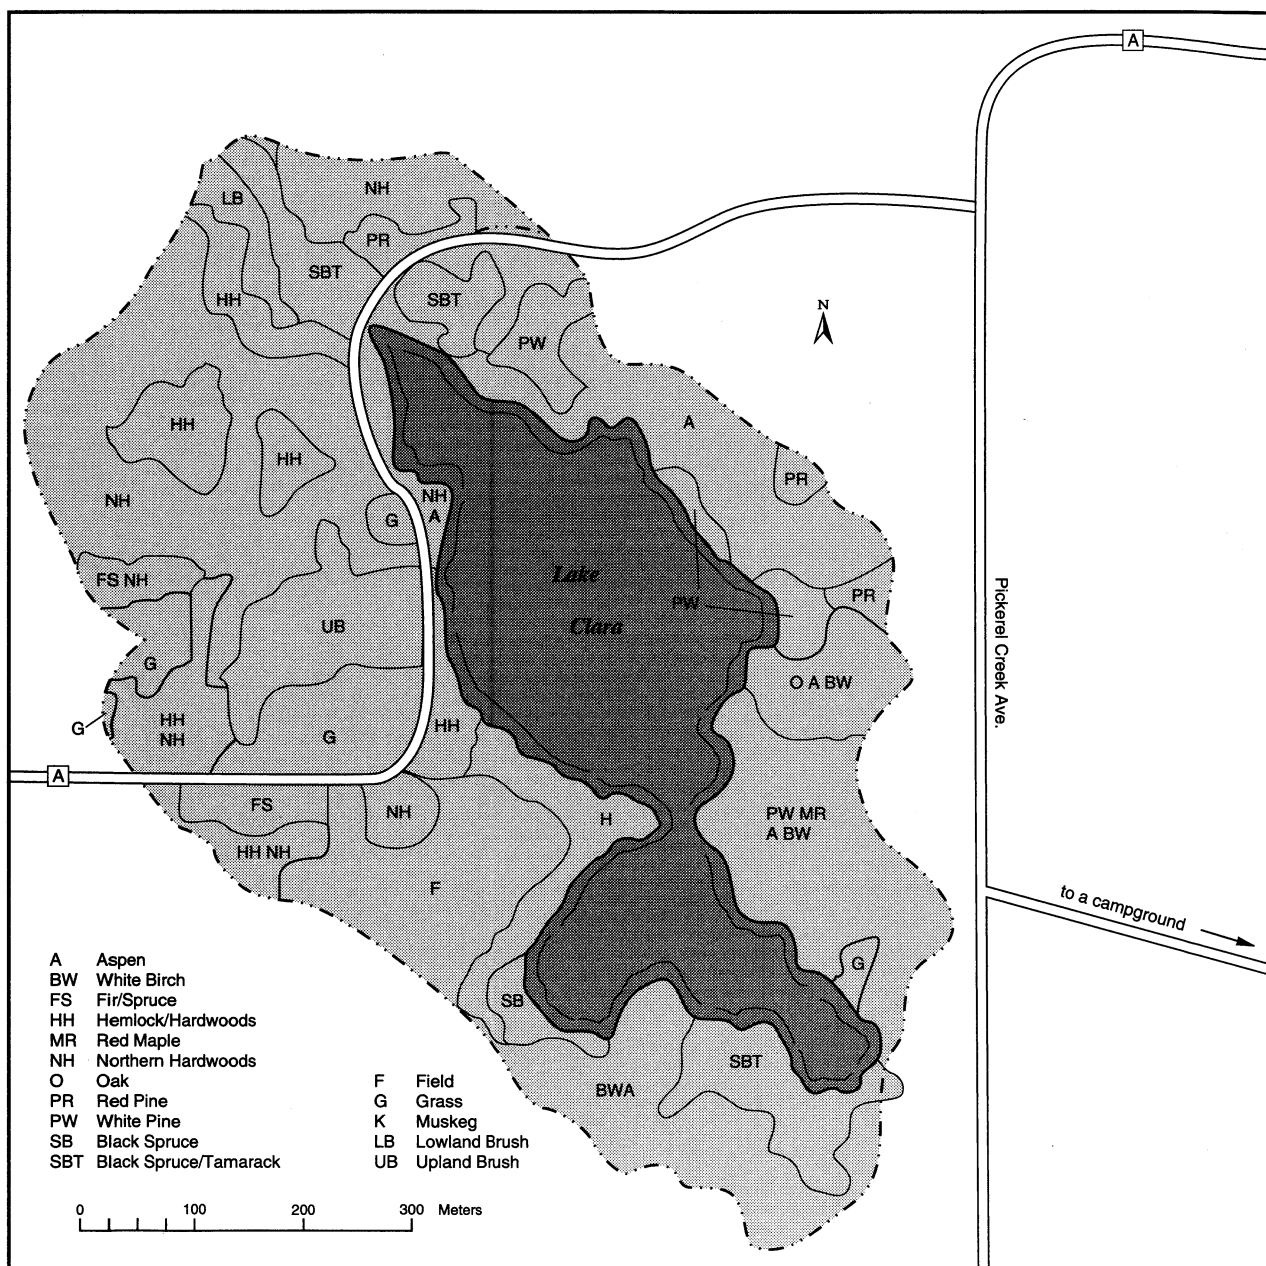 A
NH
LB
PR
SBT
HH
SBT
N
PW
A
HH
HH
PR
NH
NH
A
G
Lake
Clara
PW
FS NH
PR
UB
G
O A BW
Pickerel Creek Ave.
HH
NH
G
G
HH
A
FS
NH
H
PW MR
A BW
HH NH
F
to a campground
G
SB
SBT
BWA
A Aspen
BW White Birch
FS Fir/Spruce
HH Hemlock/Hardwoods
MR Red Maple
NH Northern Hardwoods
O Oak
PR Red Pine
PW White Pine
SB Black Spruce
SBT Black Spruce/Tamarack
F Field
G Grass
K Muskeg
LB Lowland Brush
UB Upland Brush
0 100 200 300 Meters